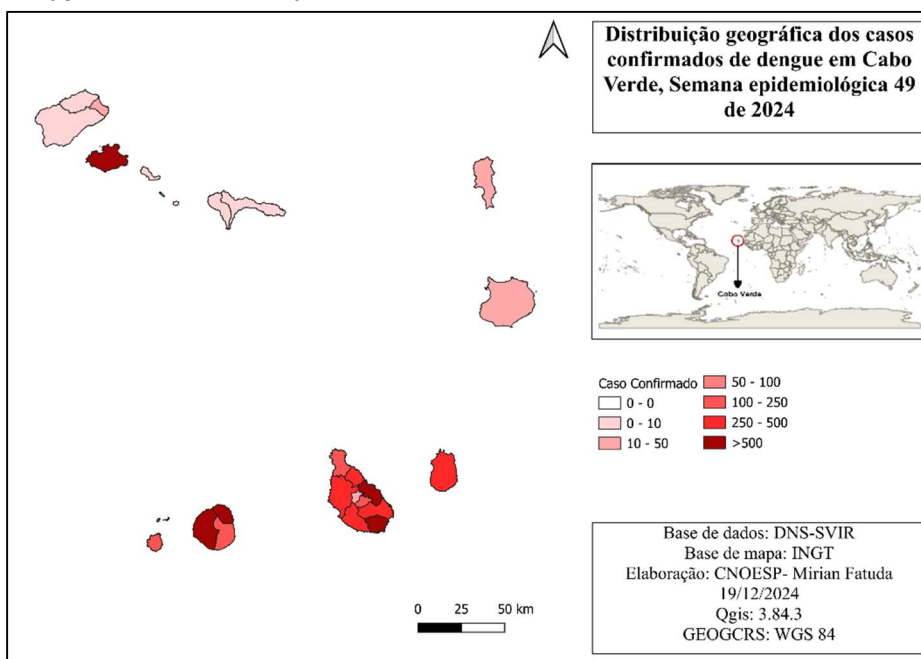 Distribuição geográfica dos casos
confirmados de dengue em Cabo
Verde, Semana epidemiológica 49
de 2024
Cabo Verde
Caso Confirmado
0 - 0
0 - 10
10 - 50
50 - 100
100 - 250
250 - 500
>500
0 25 50 km
Base de dados: DNS-SVIR
Base de mapa: INGT
Elaboração: CNOESP- Mirian Fatuda
19/12/2024
Qgis: 3.84.3
GEOGCRS: WGS 84